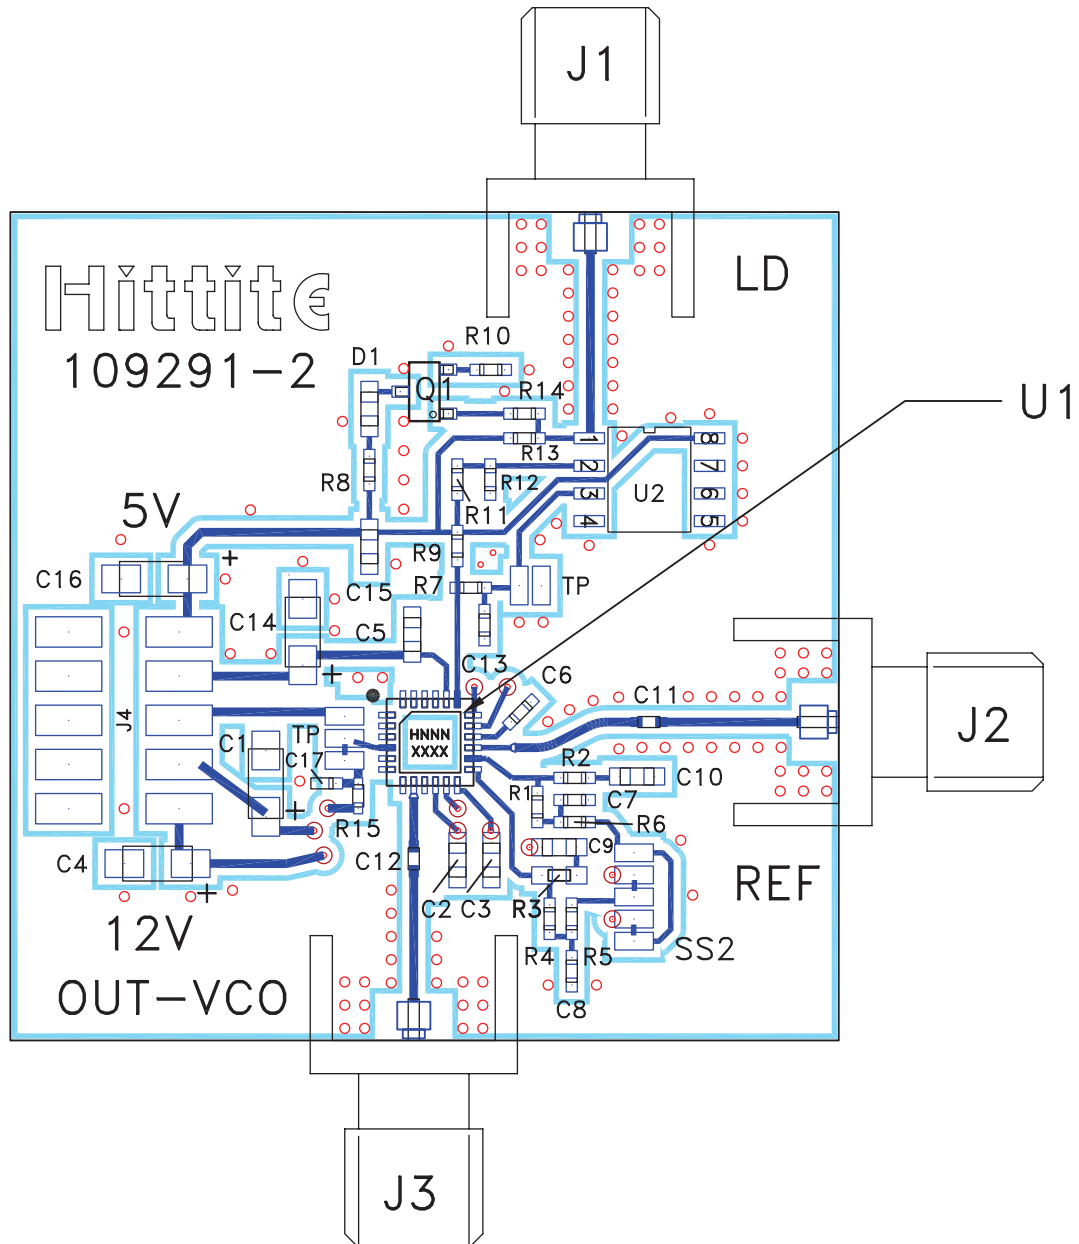 J1
Hittite
LD
109291-2
R10
D1
Q1
R14
U1
R13
1
8
2
7
R8
R12
3
U2
6
R11
4
5
5V
+
R9
C16
C15
R7
TP
C14
C5
+
C13
C6
C11
J4
TP
HNNN
XXXX
J2
C1
C17
R2
C10
R1
C7
+
R15
R6
C12
C9
C4
+
C2
C3
R3
REF
12V
R4
R5
SS2
OUT-VCO
C8
J3